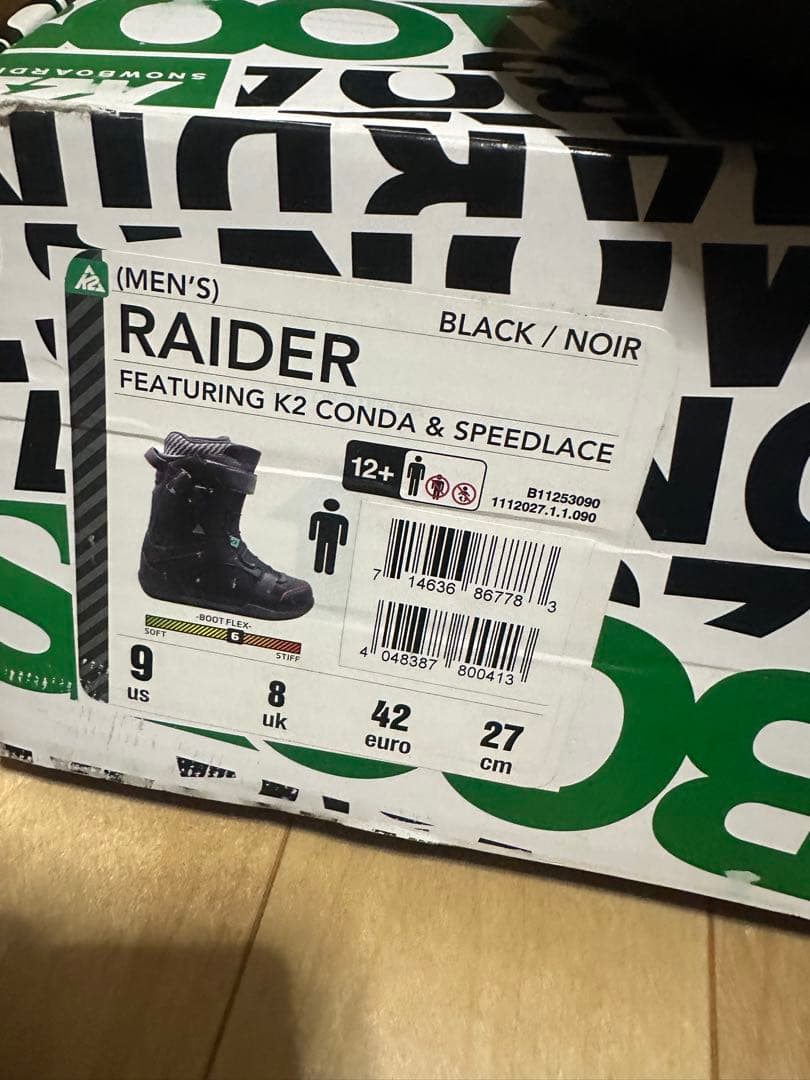 SNOWBOARDI
K2
(MEN'S)
RAIDER
BLACK / NOIR
FEATURING K2 CONDA & SPEEDLACE
12+
B11253090
1112027.1.1.090
7 14636 86778 3
4 048387 800413
-BOOT FLEX-
SOFT 6 STIFF
9 us
8 uk
42 euro
27 cm